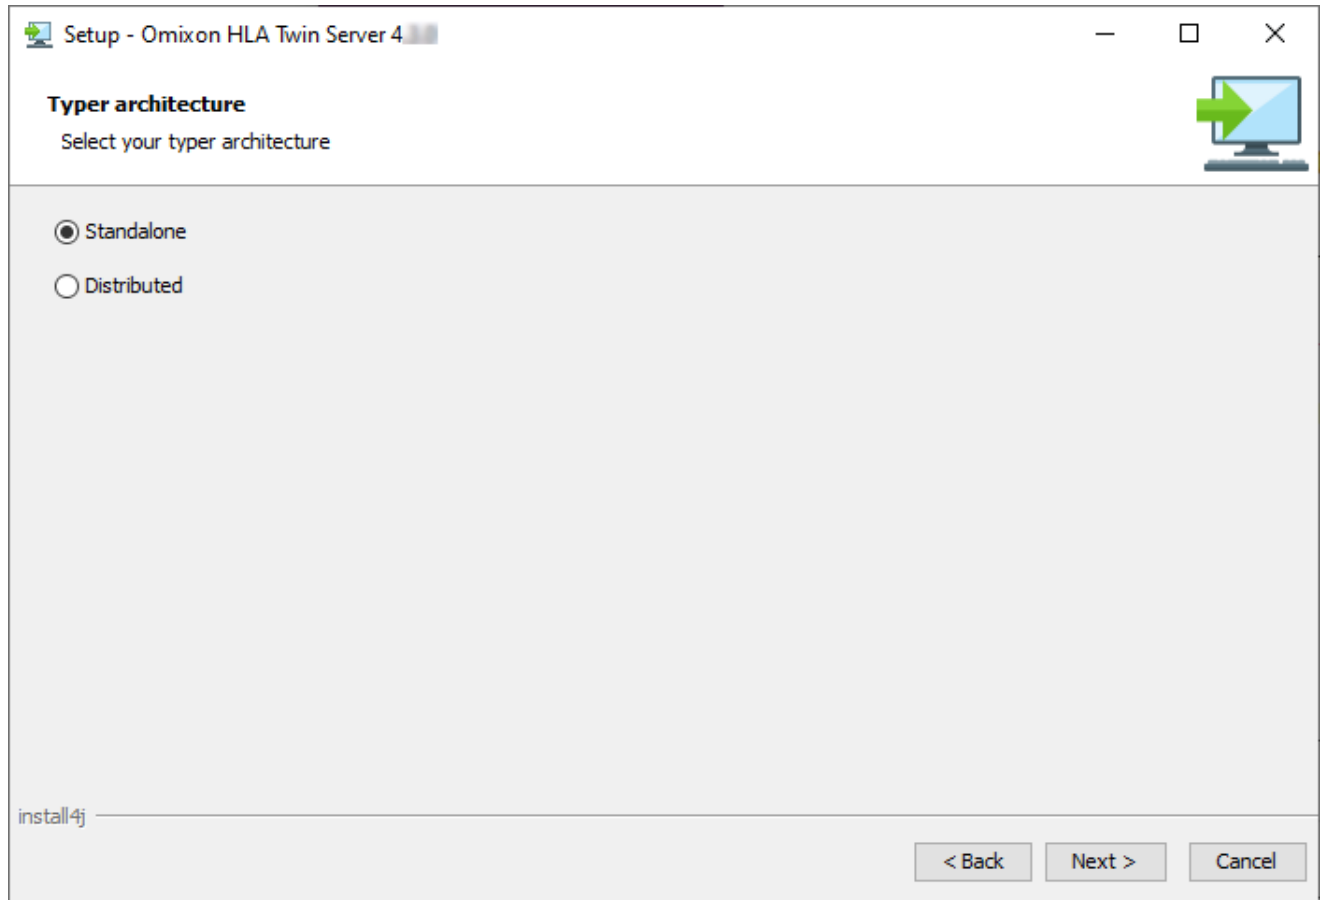 Setup - Omixon HLA Twin Server 4
Typer architecture
Select your typer architecture
Standalone
Distributed
install4j
< Back
Next >
Cancel